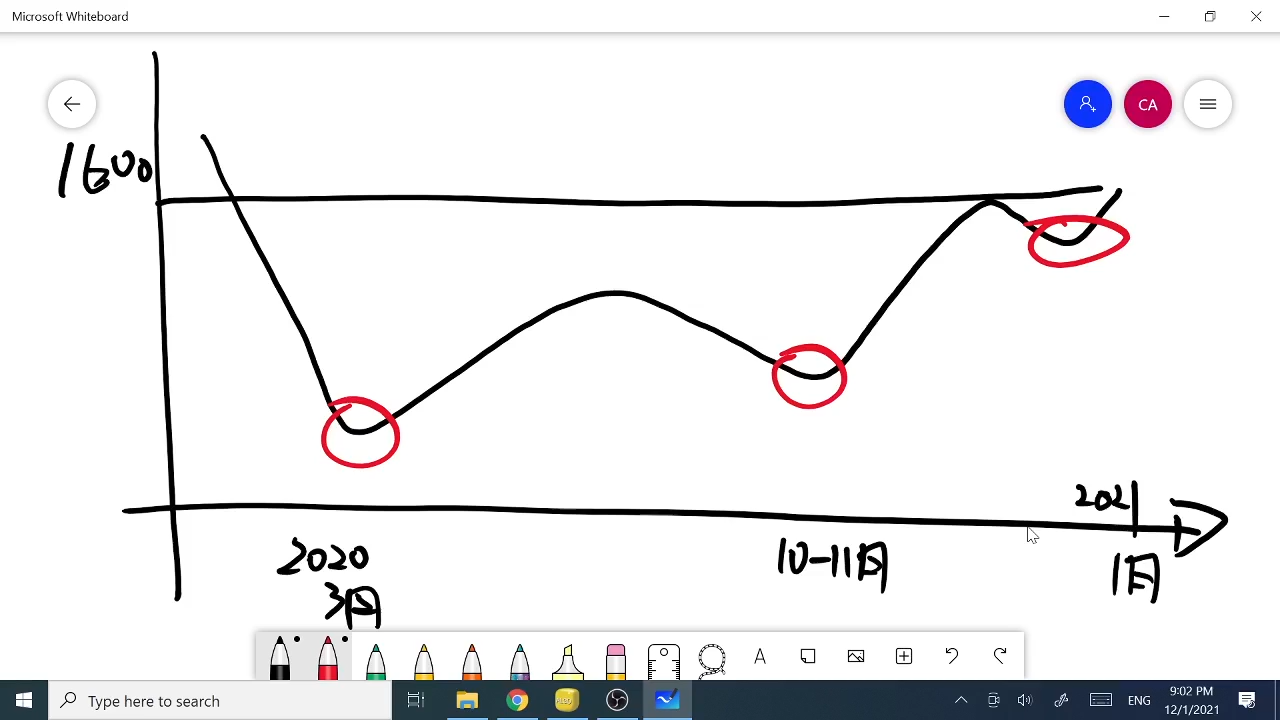 Microsoft Whiteboard
CA
1600
2021
2020
3月
10-11月
1月
A
Type here to search
ENG
9:02 PM
12/1/2021